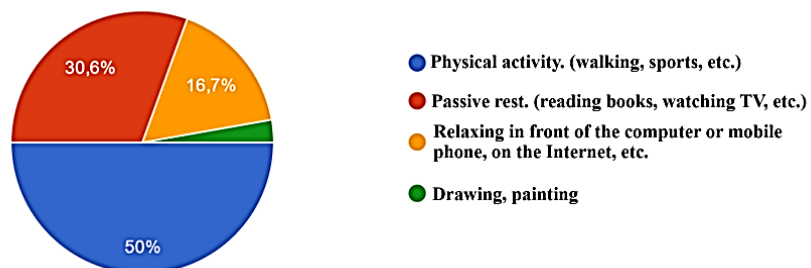 30,6%
16,7%
50%
Physical activity. (walking, sports, etc.)
Passive rest. (reading books, watching TV, etc.)
Relaxing in front of the computer or mobile
phone, on the Internet, etc.
Drawing, painting